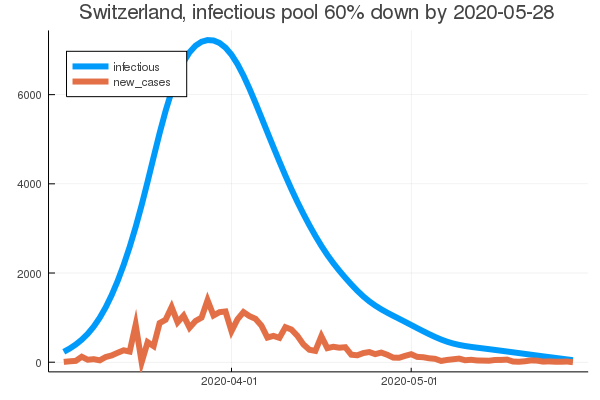 Switzerland, infectious pool 60% down by 2020-05-28
infectious
new_cases
6000
4000
2000
0
2020-04-01
2020-05-01